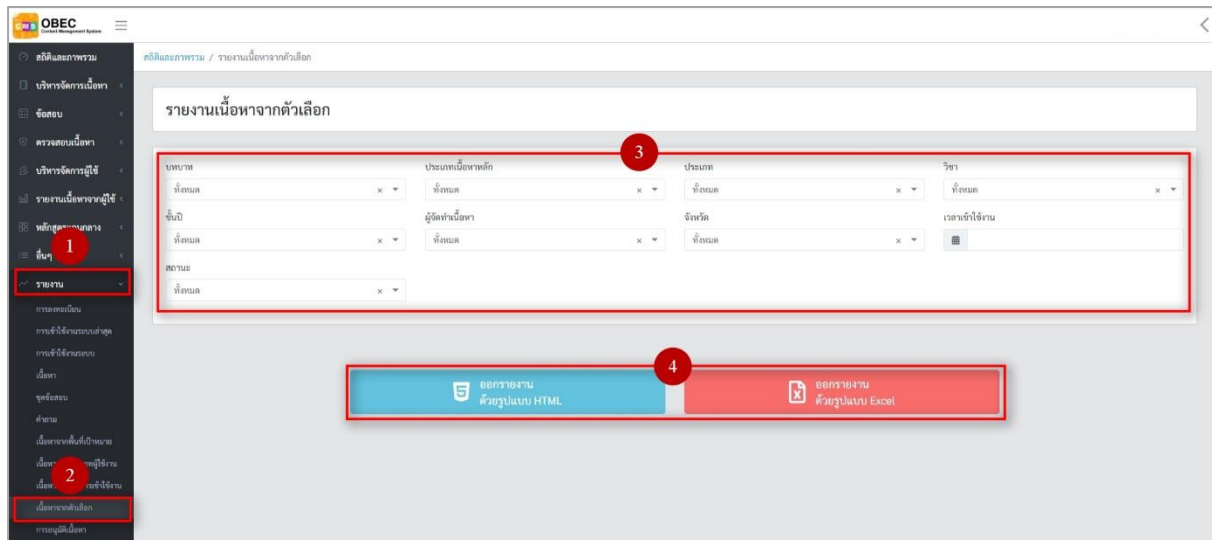 CMS OBEC
Content Management System
สถิติและภาพรวม
บริหารจัดการเนื้อหา
ข้อสอบ
ตรวจสอบเนื้อหา
บริหารจัดการผู้ใช้
รายงานเนื้อหาจากผู้ใช้
อื่นๆ
1
รายงาน
การลงทะเบียน
การเข้าใช้งานระบบล่าสุด
การเข้าใช้งานระบบ
เนื้อหา
ชุดข้อสอบ
คำถาม
เนื้อหาจากพื้นที่เป้าหมาย
2
เนื้อหาจากตัวเลือก
การอนุมัติเนื้อหา
สถิติและภาพรวม / รายงานเนื้อหาจากตัวเลือก
รายงานเนื้อหาจากตัวเลือก
3
บทบาท ประเภทเนื้อหาหลัก ประเภท วิชา
ทั้งหมด × ทั้งหมด × ทั้งหมด × ทั้งหมด ×
ชั้นปี ผู้จัดทำเนื้อหา จังหวัด เวลาเข้าใช้งาน
ทั้งหมด × ทั้งหมด × ทั้งหมด ×
สถานะ
ทั้งหมด ×
4
ออกรายงาน
ด้วยรูปแบบ HTML
ออกรายงาน
ด้วยรูปแบบ Excel